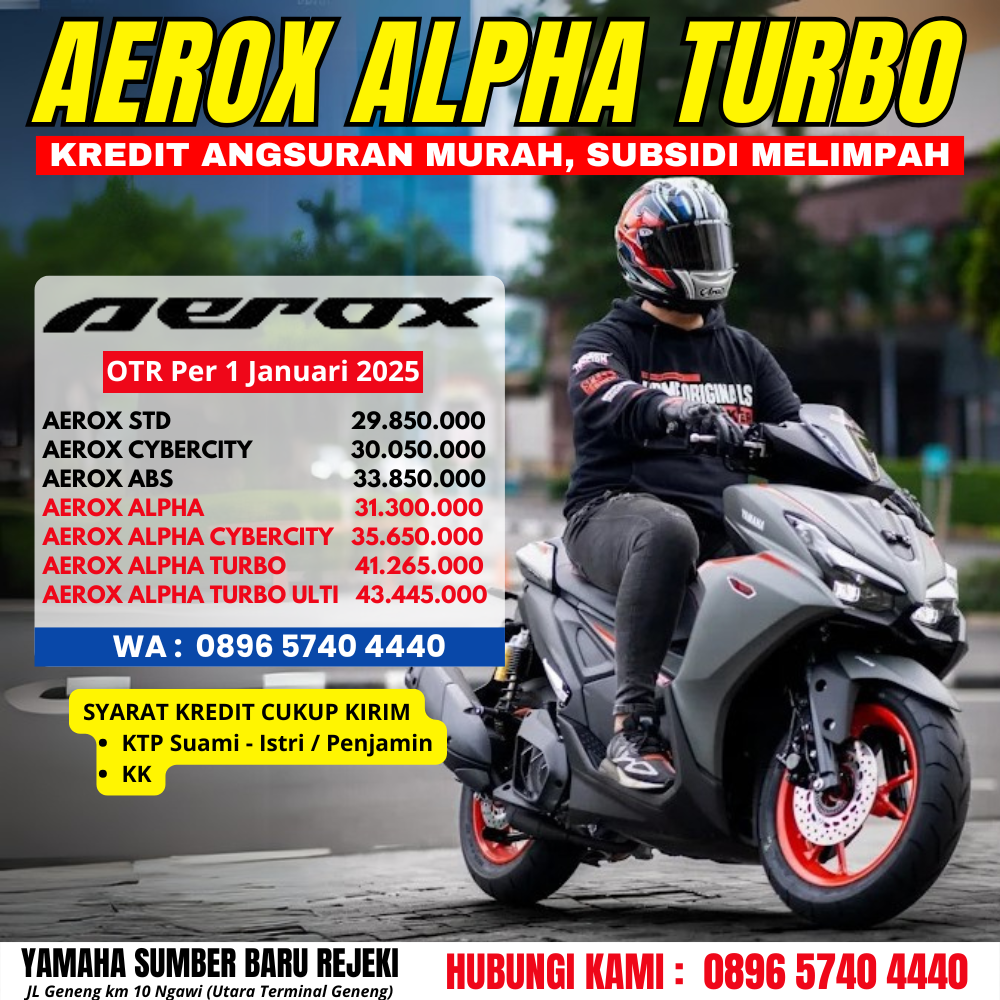 AEROX ALPHA TURBO
KREDIT ANGSURAN MURAH, SUBSIDI MELIMPAH
aerox
OTR Per 1 Januari 2025
AEROX STD 29.850.000
AEROX CYBERCITY 30.050.000
AEROX ABS 33.850.000
AEROX ALPHA 31.300.000
AEROX ALPHA CYBERCITY 35.650.000
AEROX ALPHA TURBO 41.265.000
AEROX ALPHA TURBO ULTI 43.445.000
WA : 0896 5740 4440
SYARAT KREDIT CUKUP KIRIM
• KTP Suami - Istri / Penjamin
• KK
YAMAHA
Arai
YAMAHA SUMBER BARU REJEKI
JL Geneng km 10 Ngawi (Utara Terminal Geneng)
HUBUNGI KAMI : 0896 5740 4440